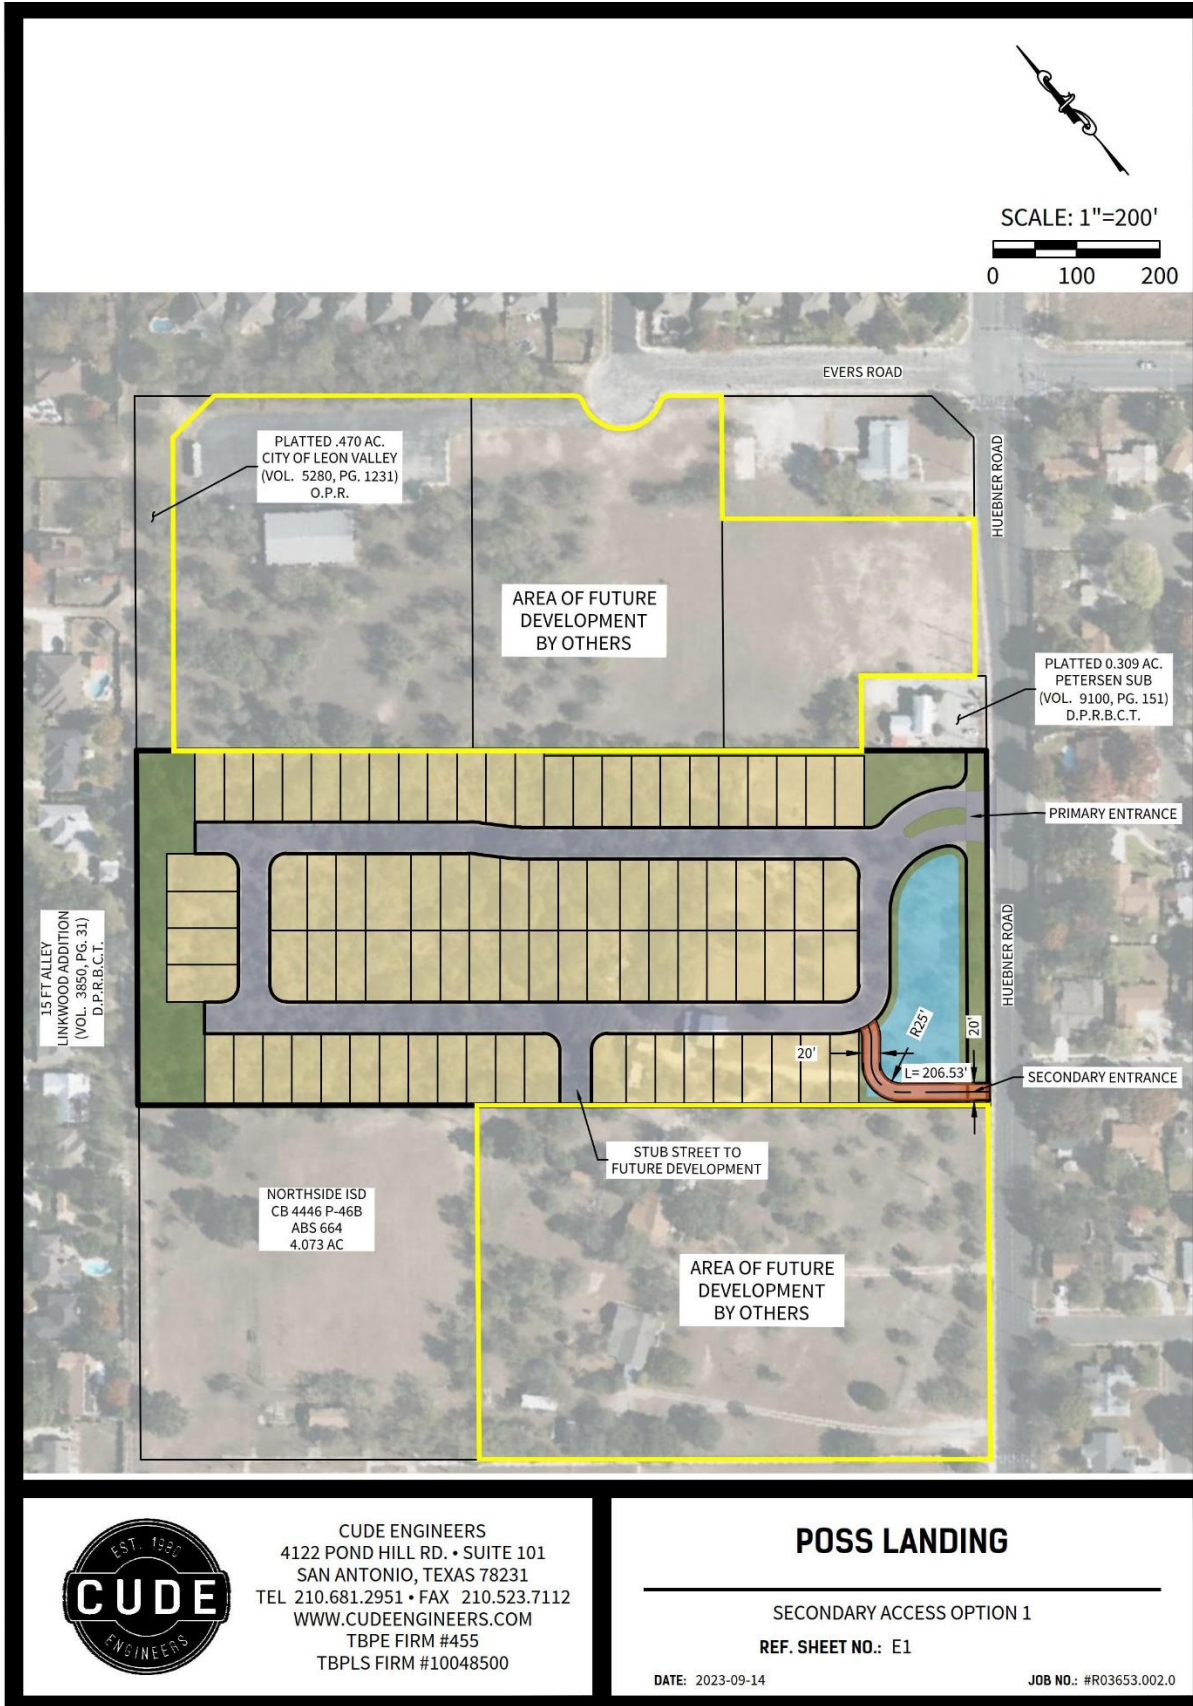 SCALE: 1"=200'
0 100 200
EVERS ROAD
HUEBNER ROAD
PLATTED .470 AC.
CITY OF LEON VALLEY
(VOL. 5280, PG. 1231)
O.P.R.
AREA OF FUTURE
DEVELOPMENT
BY OTHERS
PLATTED 0.309 AC.
PETERSEN SUB
(VOL. 9100, PG. 151)
D.P.R.B.C.T.
PRIMARY ENTRANCE
15 FT ALLEY
LINKWOOD ADDITION
(VOL. 3850, PG. 31)
D.P.R.B.C.T.
HUEBNER ROAD
R25'
20'
20'
L= 206.53'
SECONDARY ENTRANCE
STUB STREET TO
FUTURE DEVELOPMENT
NORTHSIDE ISD
CB 4446 P-46B
ABS 664
4.073 AC
AREA OF FUTURE
DEVELOPMENT
BY OTHERS
EST. 1980
CUDE
ENGINEERS
CUDE ENGINEERS
4122 POND HILL RD. • SUITE 101
SAN ANTONIO, TEXAS 78231
TEL 210.681.2951 • FAX 210.523.7112
WWW.CUDEENGINEERS.COM
TBPE FIRM #455
TBPLS FIRM #10048500
POSS LANDING
SECONDARY ACCESS OPTION 1
REF. SHEET NO.: E1
DATE: 2023-09-14 JOB NO.: #R03653.002.0